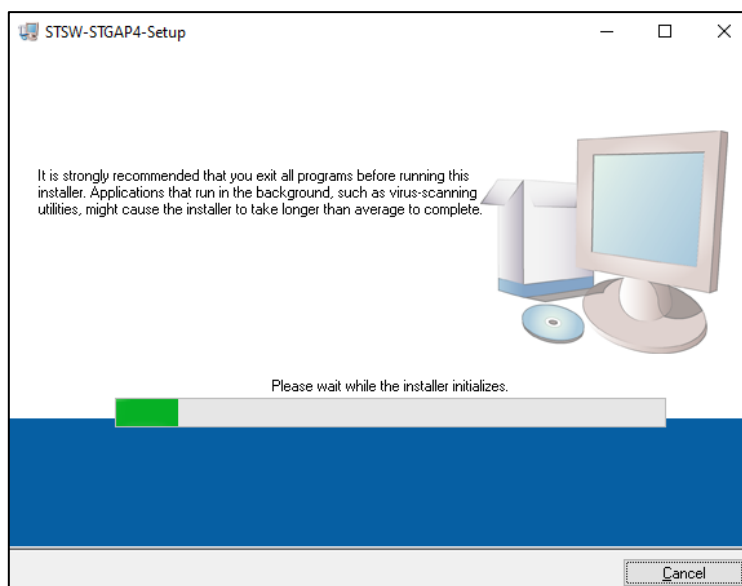 STSW-STGAP4-Setup
It is strongly recommended that you exit all programs before running this
installer. Applications that run in the background, such as virus-scanning
utilities, might cause the installer to take longer than average to complete.
Please wait while the installer initializes.
Cancel